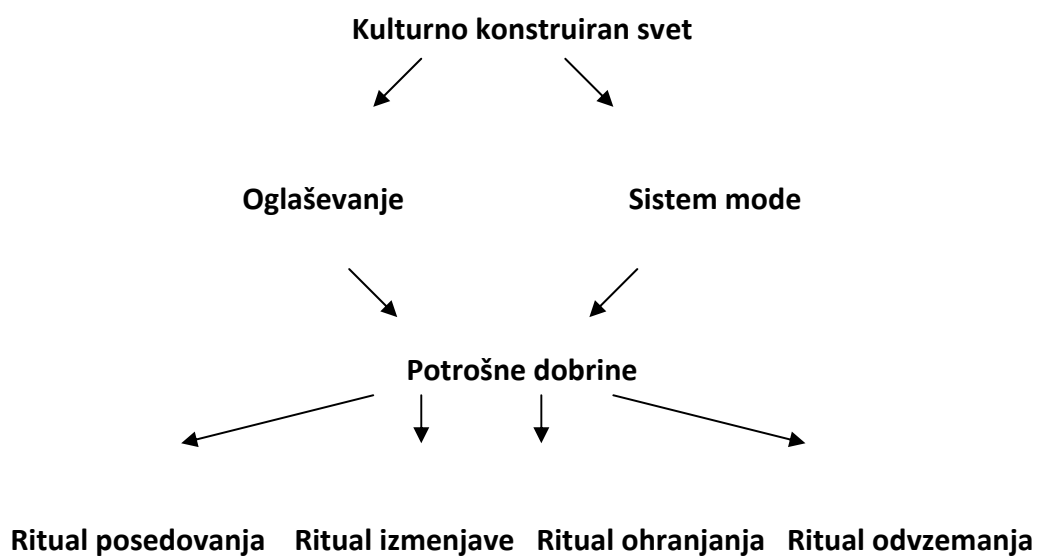 Kulturno konstruiran svet
Oglaševanje Sistem mode
Potrošne dobrine
Ritual posedovanja Ritual izmenjave Ritual ohranjanja Ritual odvzemanja